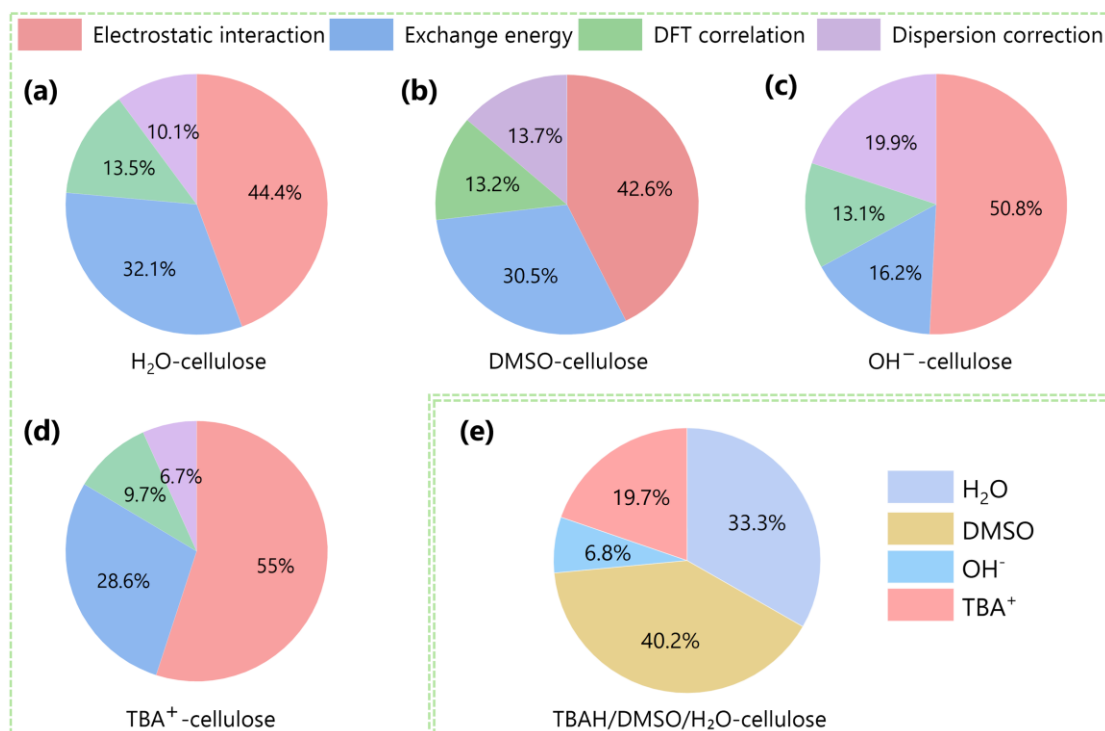 Electrostatic interaction
Exchange energy
DFT correlation
Dispersion correction
(a)
10.1%
13.5%
44.4%
32.1%
H₂O-cellulose
(b)
13.7%
13.2%
42.6%
30.5%
DMSO-cellulose
(c)
19.9%
13.1%
50.8%
16.2%
OH⁻-cellulose
(d)
6.7%
9.7%
28.6%
55%
TBA⁺-cellulose
(e)
19.7%
33.3%
6.8%
40.2%
H₂O
DMSO
OH⁻
TBA⁺
TBAH/DMSO/H₂O-cellulose